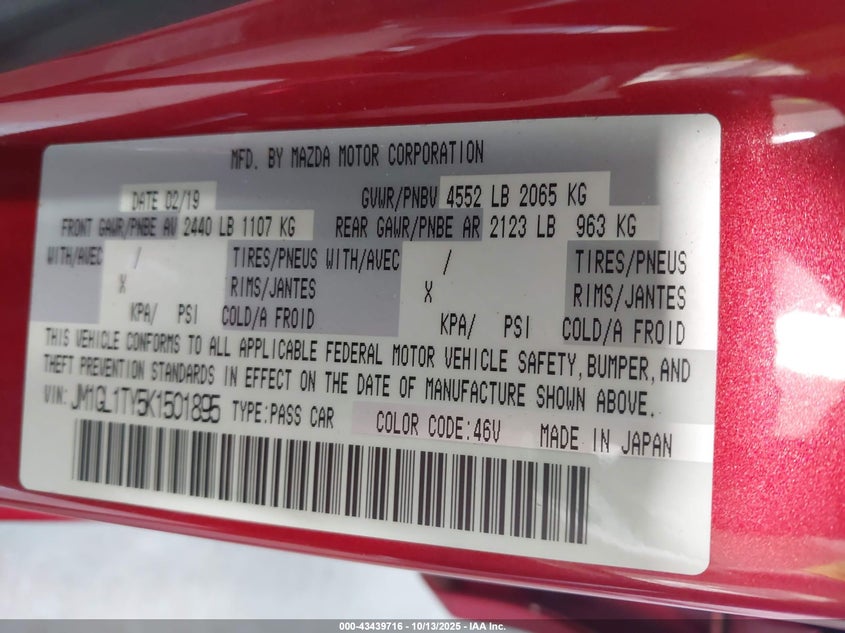 MFD. BY MAZDA MOTOR CORPORATION
DATE 02/19 GVWR/PNBV 4552 LB 2065 KG
FRONT GAWR/PNBE AV 2440 LB 1107 KG REAR GAWR/PNBE AR 2123 LB 963 KG
WITH/AVEC / TIRES/PNEUS WITH/AVEC / TIRES/PNEUS
X RIMS/JANTES X RIMS/JANTES
KPA/ PSI COLD/A FROID KPA/ PSI COLD/A FROID
THIS VEHICLE CONFORMS TO ALL APPLICABLE FEDERAL MOTOR VEHICLE SAFETY, BUMPER, AND
THEFT PREVENTION STANDARDS IN EFFECT ON THE DATE OF MANUFACTURE SHOWN ABOVE.
VIN: JM1GL1TY5K1501895 TYPE:PASS CAR COLOR CODE:46V MADE IN JAPAN
000-43439716 - 10/13/2025 - IAA Inc.